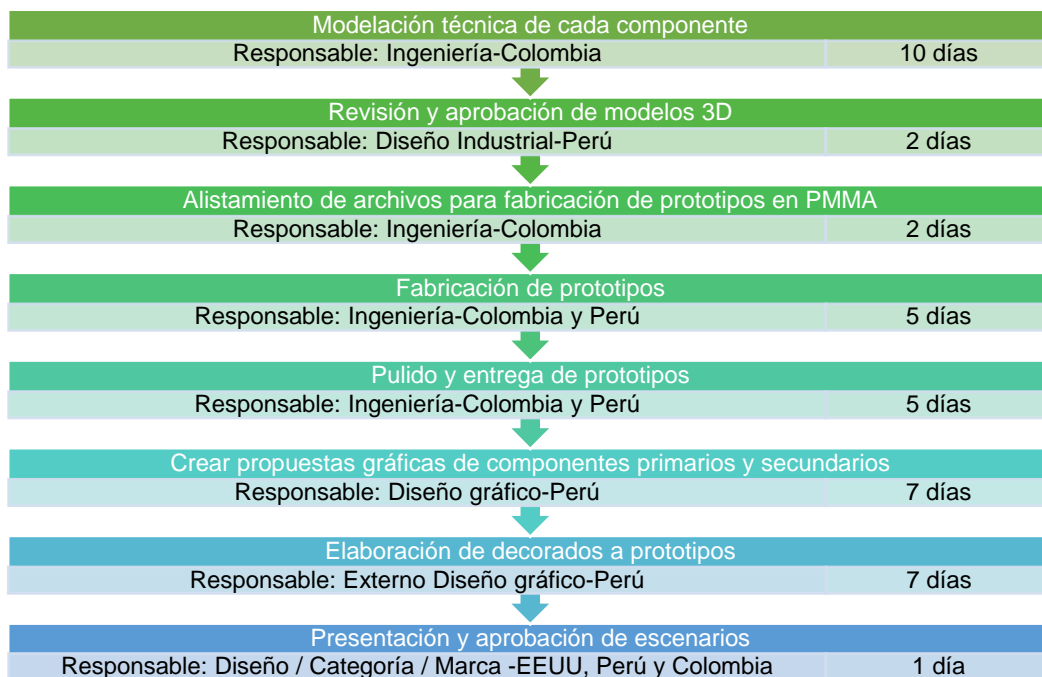 Modelación técnica de cada componente
Responsable: Ingeniería-Colombia 10 días
Revisión y aprobación de modelos 3D
Responsable: Diseño Industrial-Perú 2 días
Alistamiento de archivos para fabricación de prototipos en PMMA
Responsable: Ingeniería-Colombia 2 días
Fabricación de prototipos
Responsable: Ingeniería-Colombia y Perú 5 días
Pulido y entrega de prototipos
Responsable: Ingeniería-Colombia y Perú 5 días
Crear propuestas gráficas de componentes primarios y secundarios
Responsable: Diseño gráfico-Perú 7 días
Elaboración de decorados a prototipos
Responsable: Externo Diseño gráfico-Perú 7 días
Presentación y aprobación de escenarios
Responsable: Diseño / Categoría / Marca -EEUU, Perú y Colombia 1 día